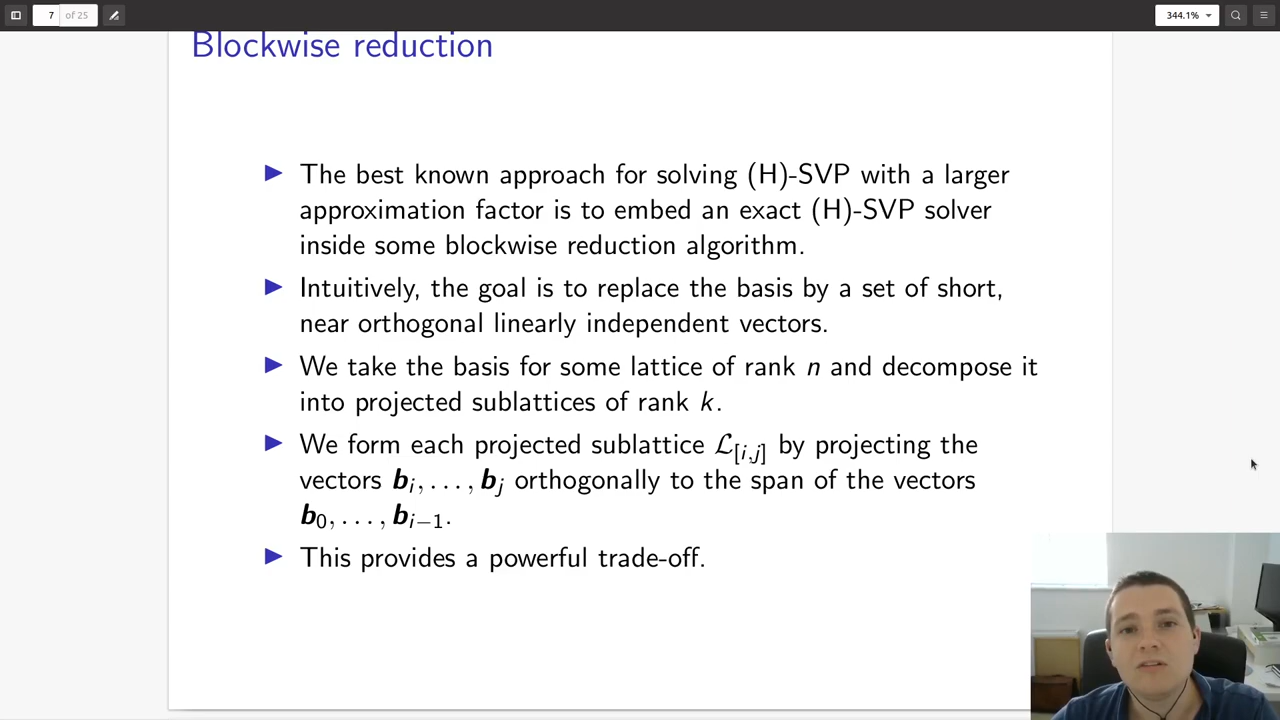 7 of 25
344.1%
Blockwise reduction
▶ The best known approach for solving (H)-SVP with a larger
approximation factor is to embed an exact (H)-SVP solver
inside some blockwise reduction algorithm.
▶ Intuitively, the goal is to replace the basis by a set of short,
near orthogonal linearly independent vectors.
▶ We take the basis for some lattice of rank n and decompose it
into projected sublattices of rank k.
▶ We form each projected sublattice ℒ[i,j] by projecting the
vectors bᵢ, . . . , bⱼ orthogonally to the span of the vectors
b₀, . . . , bᵢ₋₁.
▶ This provides a powerful trade-off.